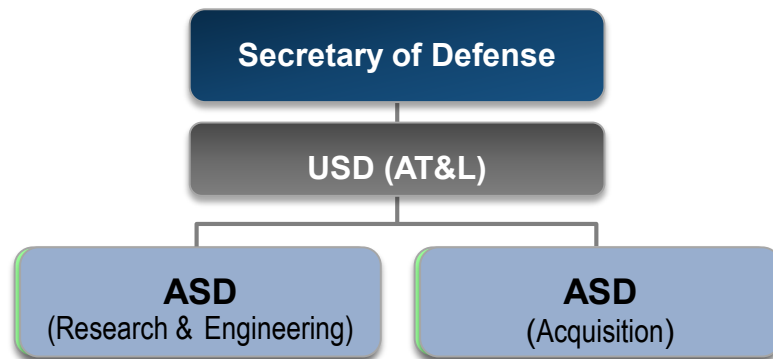 Secretary of Defense
USD (AT&L)
ASD
(Research & Engineering)
ASD
(Acquisition)